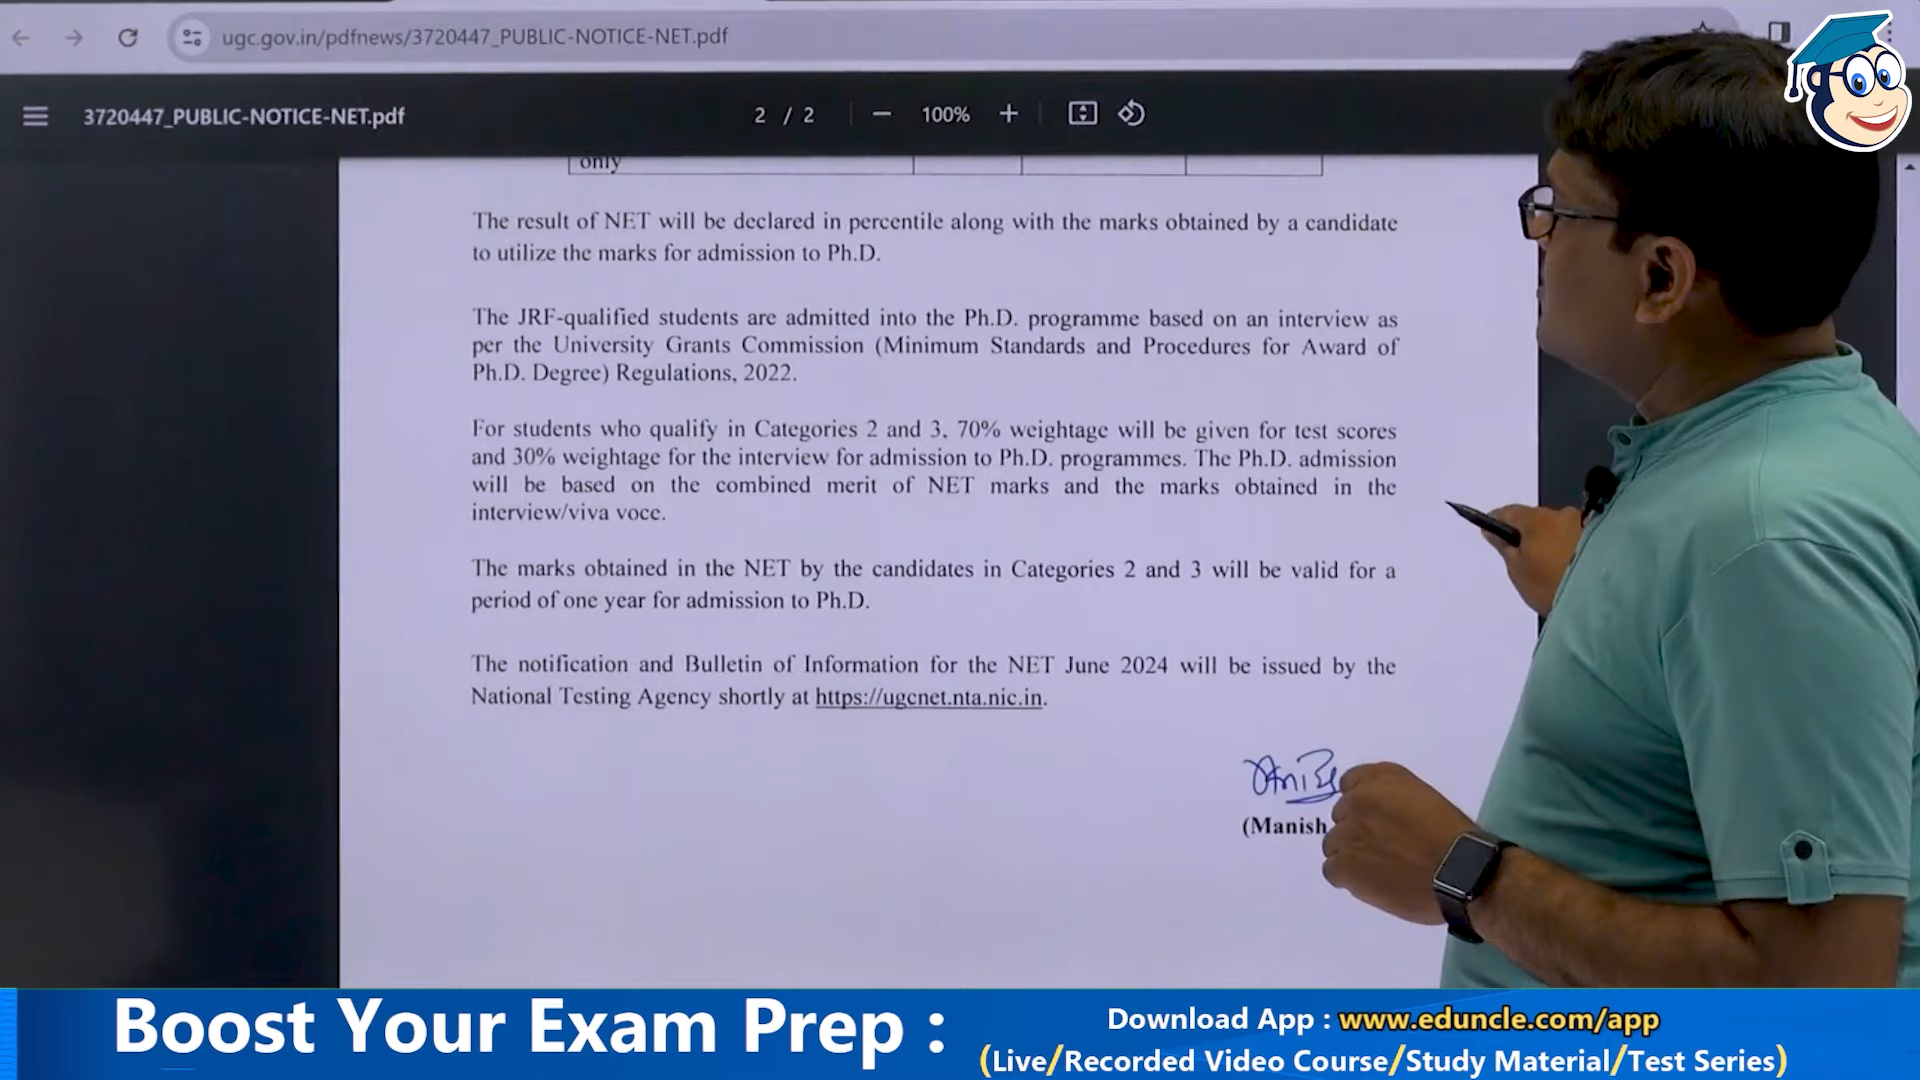 ugc.gov.in/pdfnews/3720447_PUBLIC-NOTICE-NET.pdf
3720447_PUBLIC-NOTICE-NET.pdf
2 / 2
100%
only
The result of NET will be declared in percentile along with the marks obtained by a candidate
to utilize the marks for admission to Ph.D.
The JRF-qualified students are admitted into the Ph.D. programme based on an interview as
per the University Grants Commission (Minimum Standards and Procedures for Award of
Ph.D. Degree) Regulations, 2022.
For students who qualify in Categories 2 and 3, 70% weightage will be given for test scores
and 30% weightage for the interview for admission to Ph.D. programmes. The Ph.D. admission
will be based on the combined merit of NET marks and the marks obtained in the
interview/viva voce.
The marks obtained in the NET by the candidates in Categories 2 and 3 will be valid for a
period of one year for admission to Ph.D.
The notification and Bulletin of Information for the NET June 2024 will be issued by the
National Testing Agency shortly at https://ugcnet.nta.nic.in.
(Manish
Boost Your Exam Prep :
Download App : www.eduncle.com/app
(Live/Recorded Video Course/Study Material/Test Series)